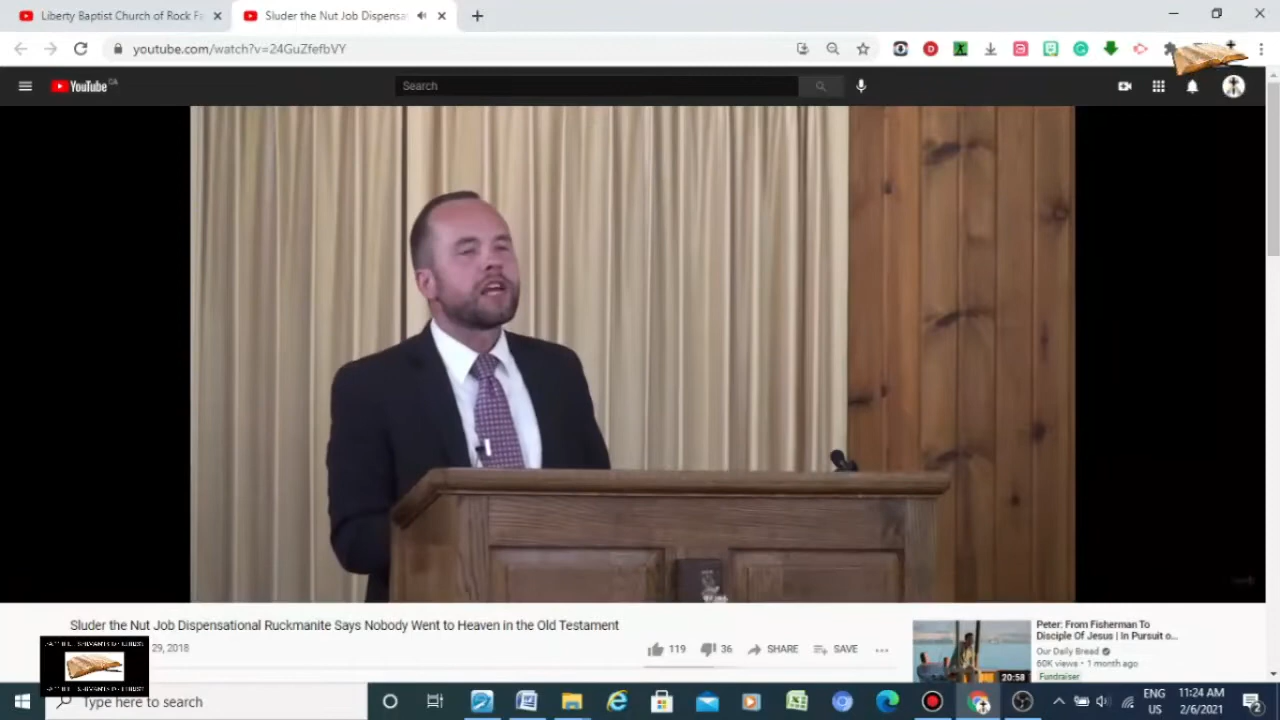 Liberty Baptist Church of Rock Fa
Sluder the Nut Job Dispensa
youtube.com/watch?v=24GuZfefbVY
YouTube CA
Search
Sluder the Nut Job Dispensational Ruckmanite Says Nobody Went to Heaven in the Old Testament
29, 2018
119
36
SHARE
SAVE
Peter: From Fisherman To
Disciple Of Jesus | In Pursuit o...
Our Daily Bread
60K views • 1 month ago
Fundraiser
20:58
Type here to search
ENG
US
11:24 AM
2/6/2021
2